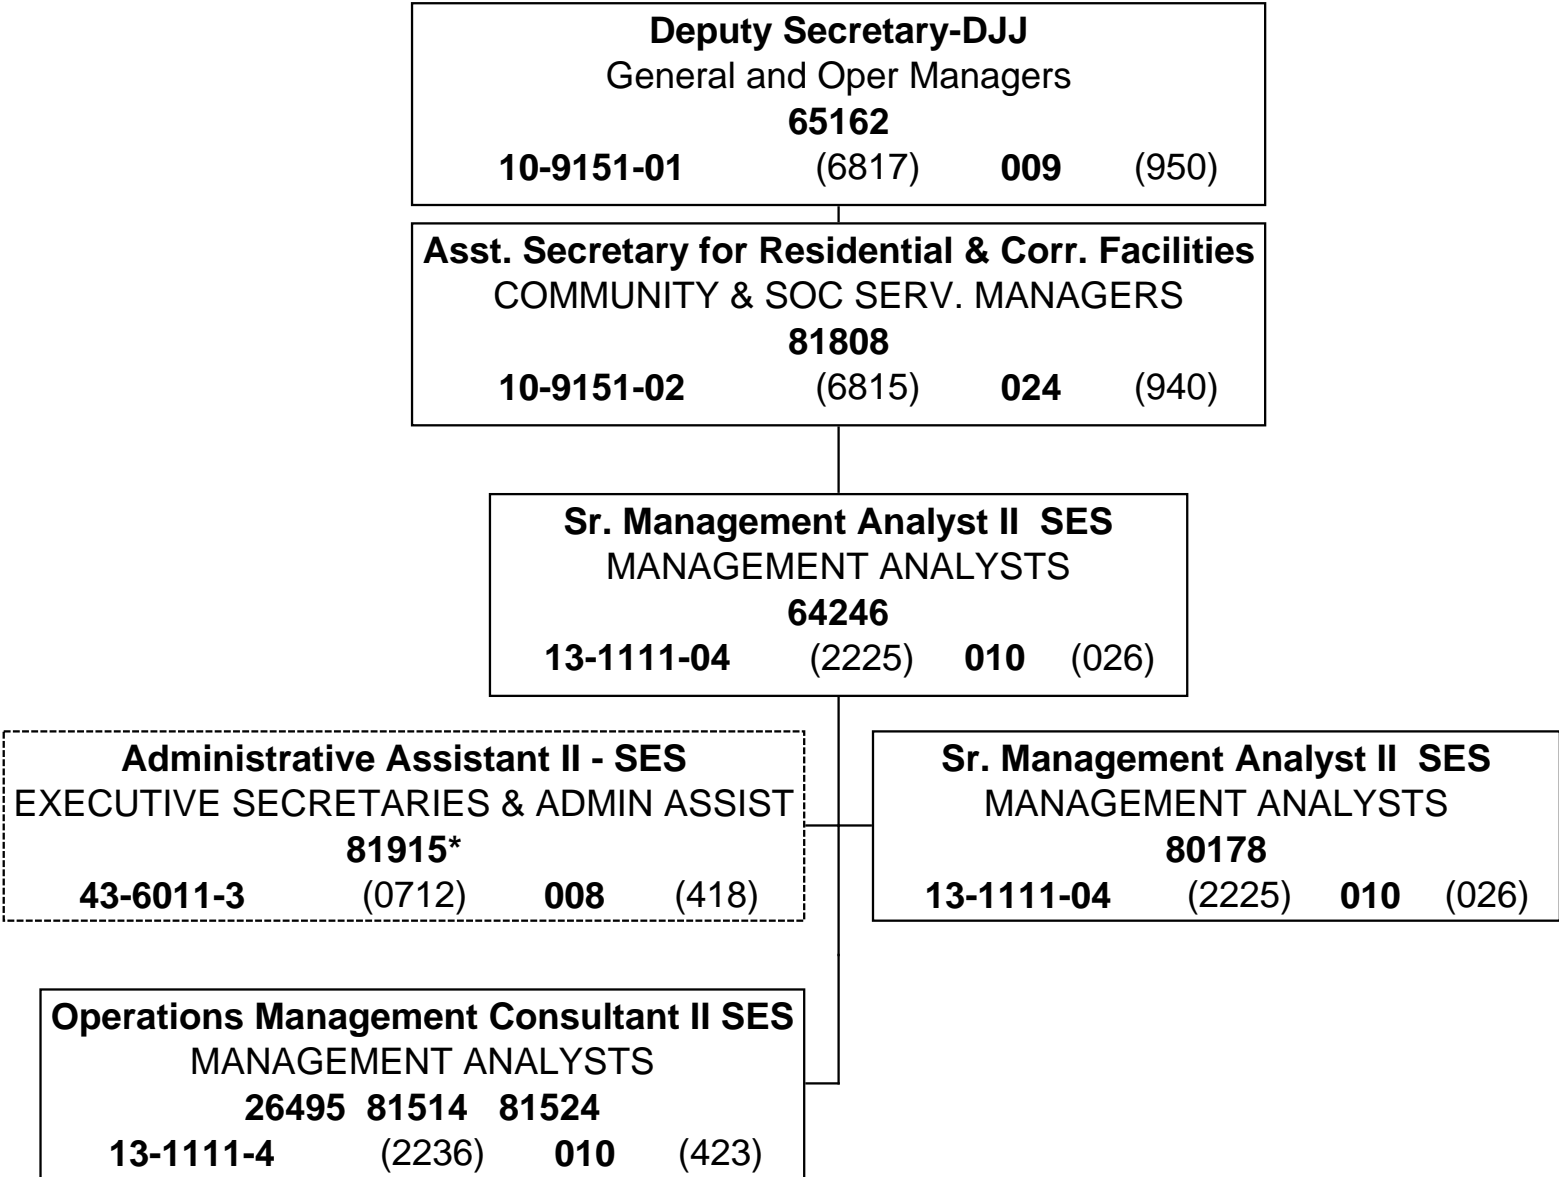 Deputy Secretary-DJJ
General and Oper Managers
65162
10-9151-01 (6817) 009 (950)
Asst. Secretary for Residential & Corr. Facilities
COMMUNITY & SOC SERV. MANAGERS
81808
10-9151-02 (6815) 024 (940)
Sr. Management Analyst II  SES
MANAGEMENT ANALYSTS
64246
13-1111-04 (2225) 010 (026)
Administrative Assistant II - SES
EXECUTIVE SECRETARIES & ADMIN ASSIST
81915*
43-6011-3 (0712) 008 (418)
Sr. Management Analyst II  SES
MANAGEMENT ANALYSTS
80178
13-1111-04 (2225) 010 (026)
Operations Management Consultant II SES
MANAGEMENT ANALYSTS
26495 81514 81524
13-1111-4 (2236) 010 (423)